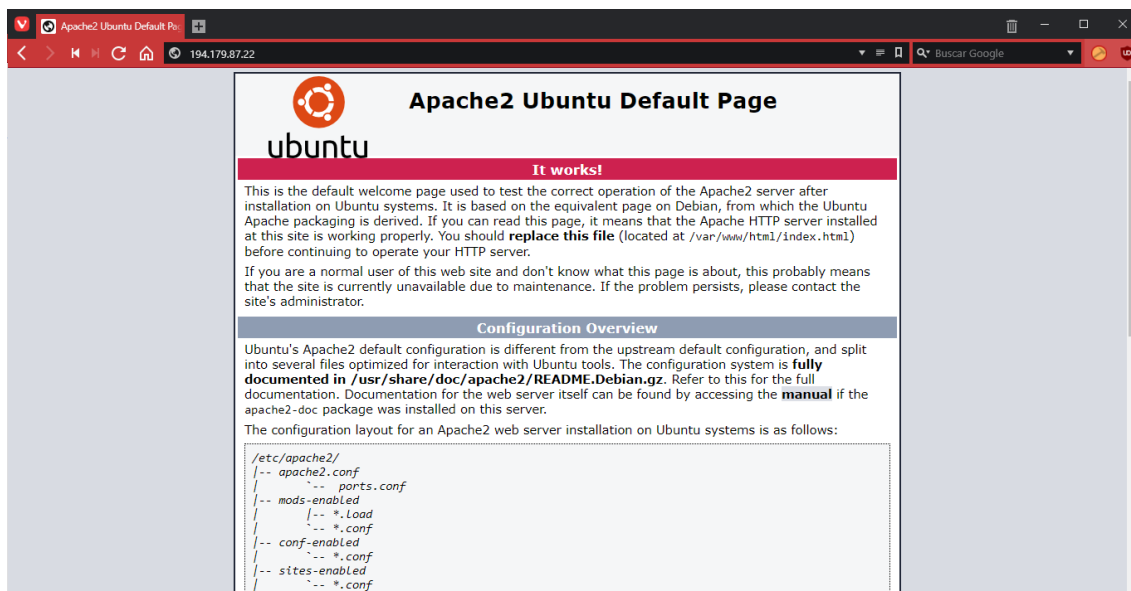 Apache2 Ubuntu Default Pag
194.179.87.22
Buscar Google
ubuntu
Apache2 Ubuntu Default Page
It works!
This is the default welcome page used to test the correct operation of the Apache2 server after
installation on Ubuntu systems. It is based on the equivalent page on Debian, from which the Ubuntu
Apache packaging is derived. If you can read this page, it means that the Apache HTTP server installed
at this site is working properly. You should replace this file (located at /var/www/html/index.html)
before continuing to operate your HTTP server.
If you are a normal user of this web site and don't know what this page is about, this probably means
that the site is currently unavailable due to maintenance. If the problem persists, please contact the
site's administrator.
Configuration Overview
Ubuntu's Apache2 default configuration is different from the upstream default configuration, and split
into several files optimized for interaction with Ubuntu tools. The configuration system is fully
documented in /usr/share/doc/apache2/README.Debian.gz. Refer to this for the full
documentation. Documentation for the web server itself can be found by accessing the manual if the
apache2-doc package was installed on this server.
The configuration layout for an Apache2 web server installation on Ubuntu systems is as follows:
/etc/apache2/
|-- apache2.conf
|       `--  ports.conf
|-- mods-enabled
|       |-- *.load
|       `-- *.conf
|-- conf-enabled
|       `-- *.conf
|-- sites-enabled
|       `-- *.conf